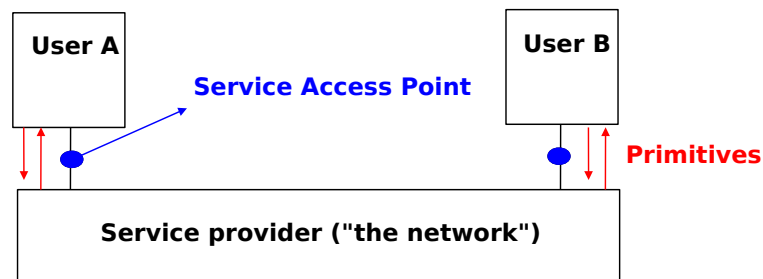 User A
User B
Service Access Point
Primitives
Service provider ("the network")